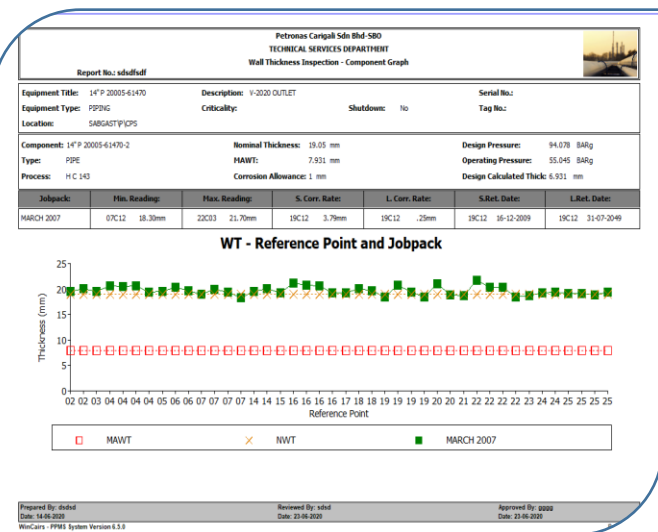 Petronas Carigali Sdn Bhd-SBO
TECHNICAL SERVICES DEPARTMENT
Wall Thickness Inspection - Component Graph
Report No.: sdsdfsdf
Equipment Title: 14" P 20005-61470 Description: V-2020 OUTLET Serial No.:
Equipment Type: PIPING Criticality: Shutdown: No Tag No.:
Location: SABGAST\P\CPS
Component: 14" P 20005-61470-2 Nominal Thickness: 19.05 mm Design Pressure: 94.078 BARg
Type: PIPE MAWT: 7.931 mm Operating Pressure: 55.045 BARg
Process: H C 143 Corrosion Allowance: 1 mm Design Calculated Thick: 6.931 mm
Jobpack: Min. Reading: Max. Reading: S. Corr. Rate: L. Corr. Rate: S.Ret. Date: L.Ret. Date:
MARCH 2007 07C12 18.30mm 22C03 21.70mm 19C12 3.79mm 19C12 .25mm 19C12 16-12-2009 19C12 31-07-2049
WT - Reference Point and Jobpack
25
20
15
10
5
0
Thickness (mm)
02 02 03 04 04 04 05 06 06 07 07 07 07 14 14 15 16 16 16 17 18 18 18 19 19 19 20 20 21 22 22 22 23 23 24 24 25 25 25 25
Reference Point
MAWT NWT MARCH 2007
Prepared By: dsdsd Reviewed By: sdsd Approved By: gggg
Date: 14-06-2020 Date: 23-06-2020 Date: 23-06-2020
WinCairs - PPMS System Version 6.5.0